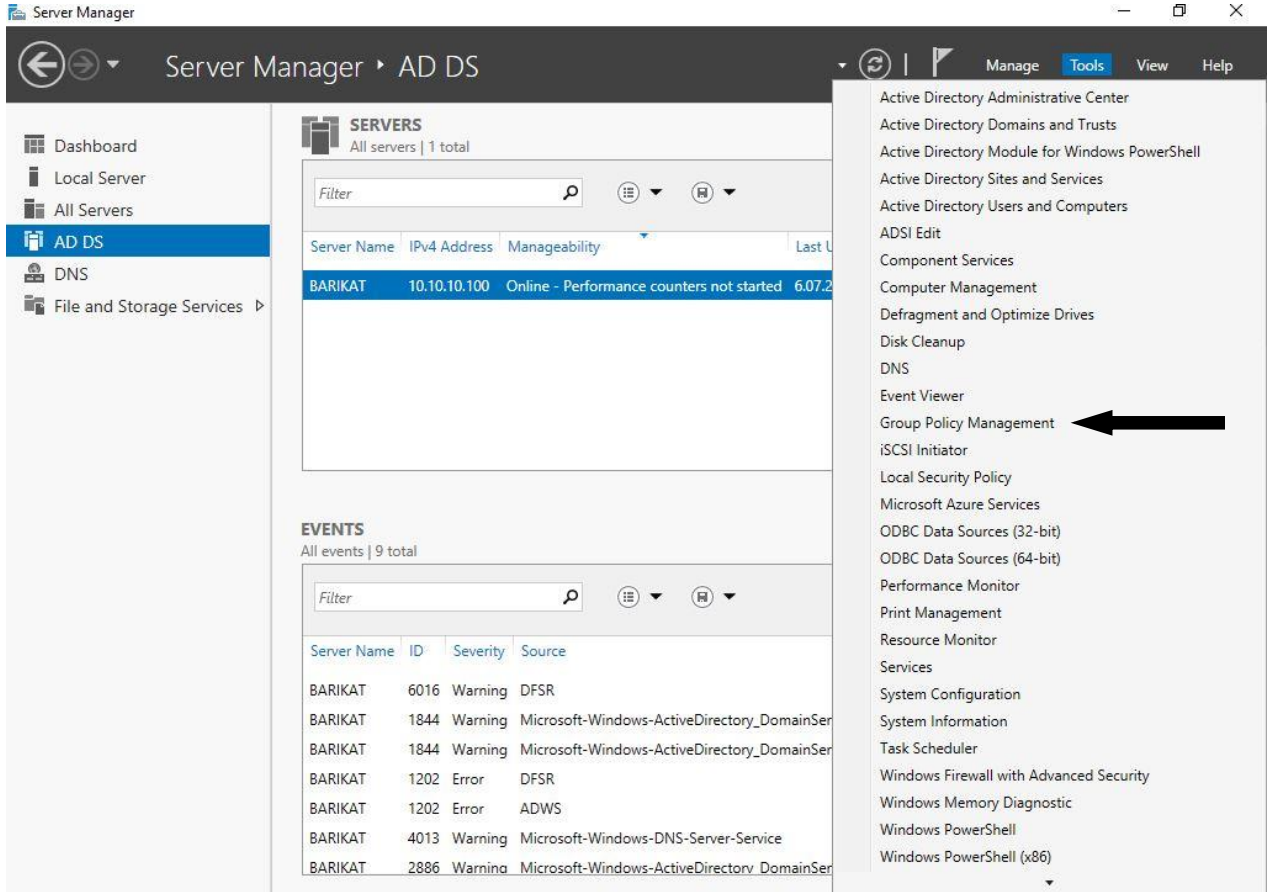 Server Manager
Server Manager ‣ AD DS
Manage Tools View Help
Dashboard
Local Server
All Servers
AD DS
DNS
File and Storage Services
SERVERS
All servers | 1 total
Filter
Server Name IPv4 Address Manageability Last U
BARIKAT 10.10.10.100 Online - Performance counters not started 6.07.2
EVENTS
All events | 9 total
Filter
Server Name ID Severity Source
BARIKAT 6016 Warning DFSR
BARIKAT 1844 Warning Microsoft-Windows-ActiveDirectory_DomainSer
BARIKAT 1844 Warning Microsoft-Windows-ActiveDirectory_DomainSer
BARIKAT 1202 Error DFSR
BARIKAT 1202 Error ADWS
BARIKAT 4013 Warning Microsoft-Windows-DNS-Server-Service
BARIKAT 2886 Warning Microsoft-Windows-ActiveDirectory_DomainSer
Active Directory Administrative Center
Active Directory Domains and Trusts
Active Directory Module for Windows PowerShell
Active Directory Sites and Services
Active Directory Users and Computers
ADSI Edit
Component Services
Computer Management
Defragment and Optimize Drives
Disk Cleanup
DNS
Event Viewer
Group Policy Management
iSCSI Initiator
Local Security Policy
Microsoft Azure Services
ODBC Data Sources (32-bit)
ODBC Data Sources (64-bit)
Performance Monitor
Print Management
Resource Monitor
Services
System Configuration
System Information
Task Scheduler
Windows Firewall with Advanced Security
Windows Memory Diagnostic
Windows PowerShell
Windows PowerShell (x86)